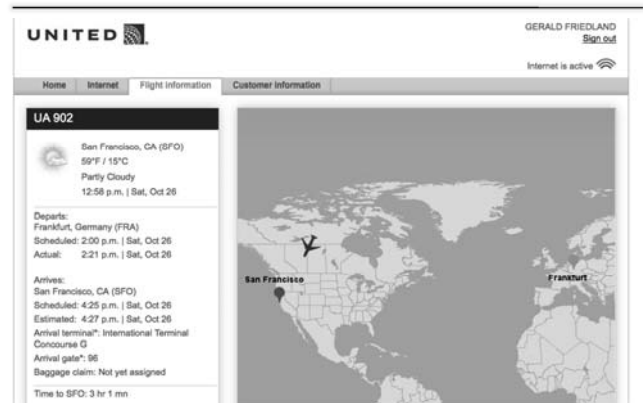 UNITED
GERALD FRIEDLAND
Sign out
Internet is active
Home Internet Flight information Customer information
UA 902
San Francisco, CA (SFO)
59°F / 15°C
Partly Cloudy
12:58 p.m. | Sat, Oct 26
Departs:
Frankfurt, Germany (FRA)
Scheduled: 2:00 p.m. | Sat, Oct 26
Actual: 2:21 p.m. | Sat, Oct 26
Arrives:
San Francisco, CA (SFO)
Scheduled: 4:25 p.m. | Sat, Oct 26
Estimated: 4:27 p.m. | Sat, Oct 26
Arrival terminal*: International Terminal
Concourse G
Arrival gate*: 96
Baggage claim: Not yet assigned
Time to SFO: 3 hr 1 mn
San Francisco
Frankfurt